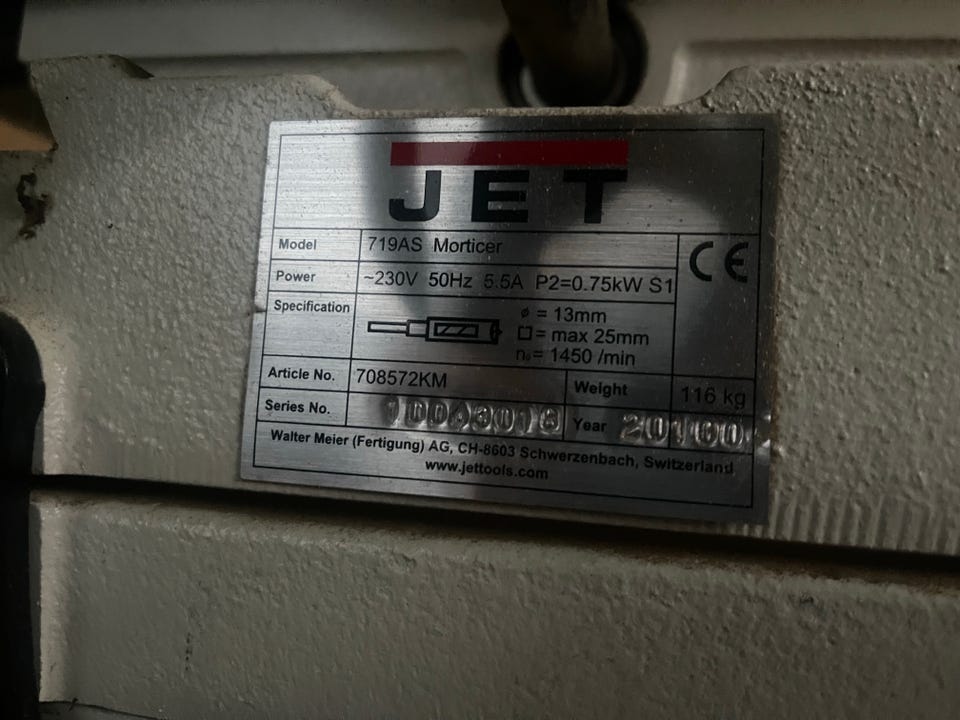 JET
Model 719AS Morticer CE
Power ~230V 50Hz 5.5A P2=0.75kW S1
Specification ø = 13mm
□= max 25mm
n₀= 1450 /min
Article No. 708572KM Weight 116 kg
Series No. Year
Walter Meier (Fertigung) AG, CH-8603 Schwerzenbach, Switzerland
www.jettools.com